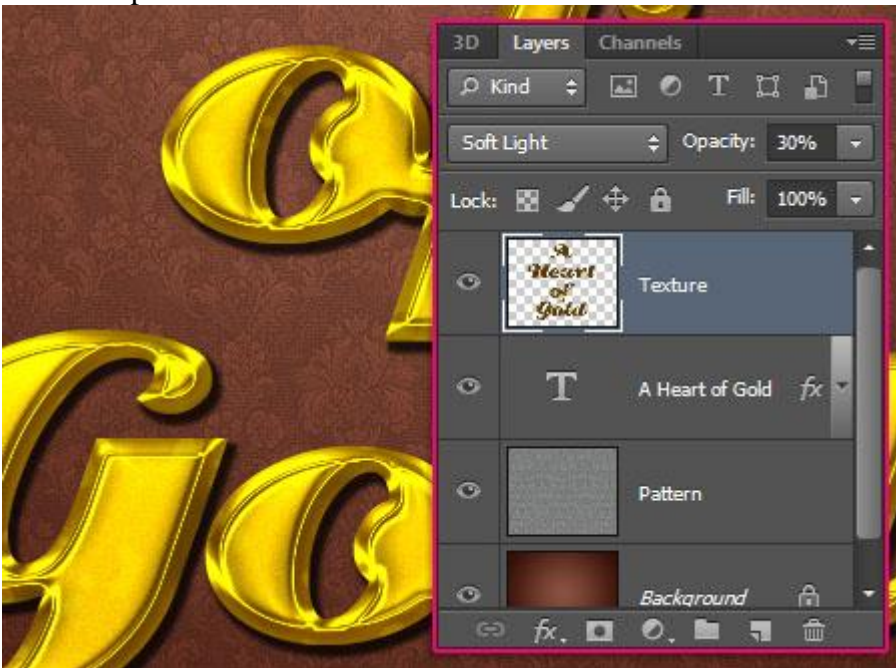 3D Layers Channels
Kind T
Soft Light Opacity: 30%
Lock: Fill: 100%
A
Heart
of
Gold
Texture
T A Heart of Gold fx
Pattern
Background
fx.
Go